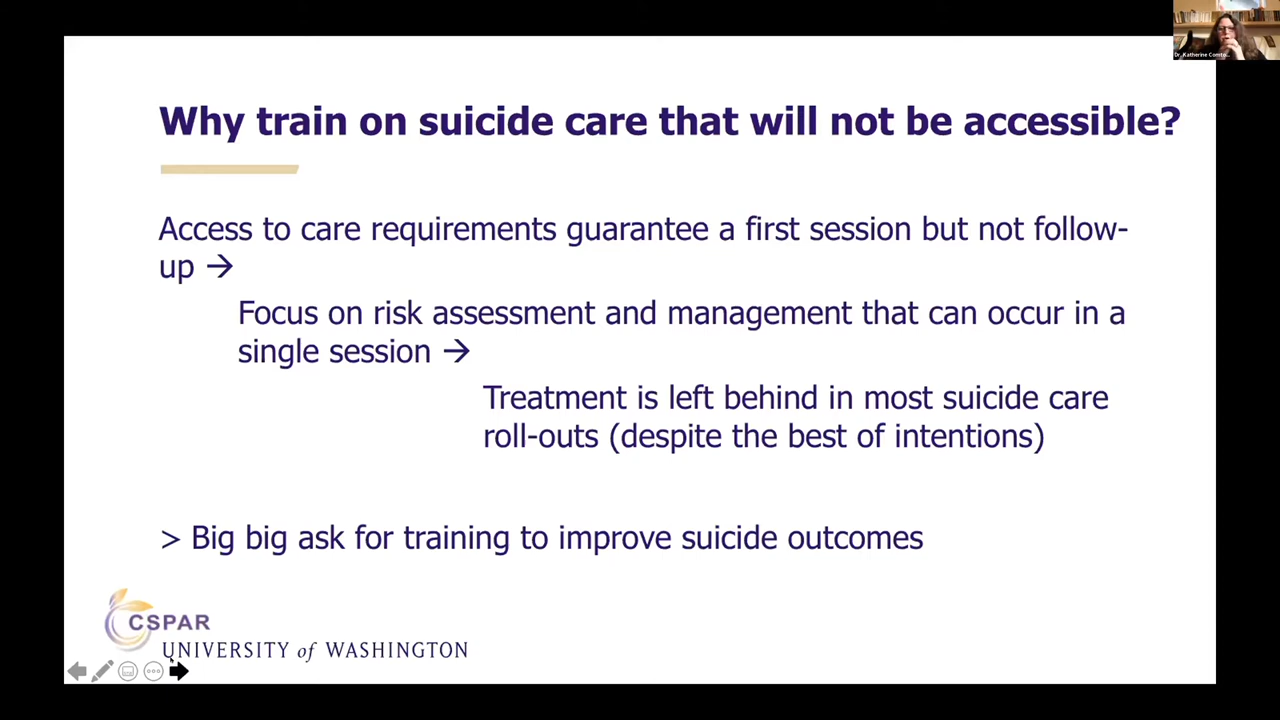 Dr. Katherine Comto...
Why train on suicide care that will not be accessible?
Access to care requirements guarantee a first session but not follow-
up →
Focus on risk assessment and management that can occur in a
single session →
Treatment is left behind in most suicide care
roll-outs (despite the best of intentions)
> Big big ask for training to improve suicide outcomes
CSPAR
UNIVERSITY of WASHINGTON